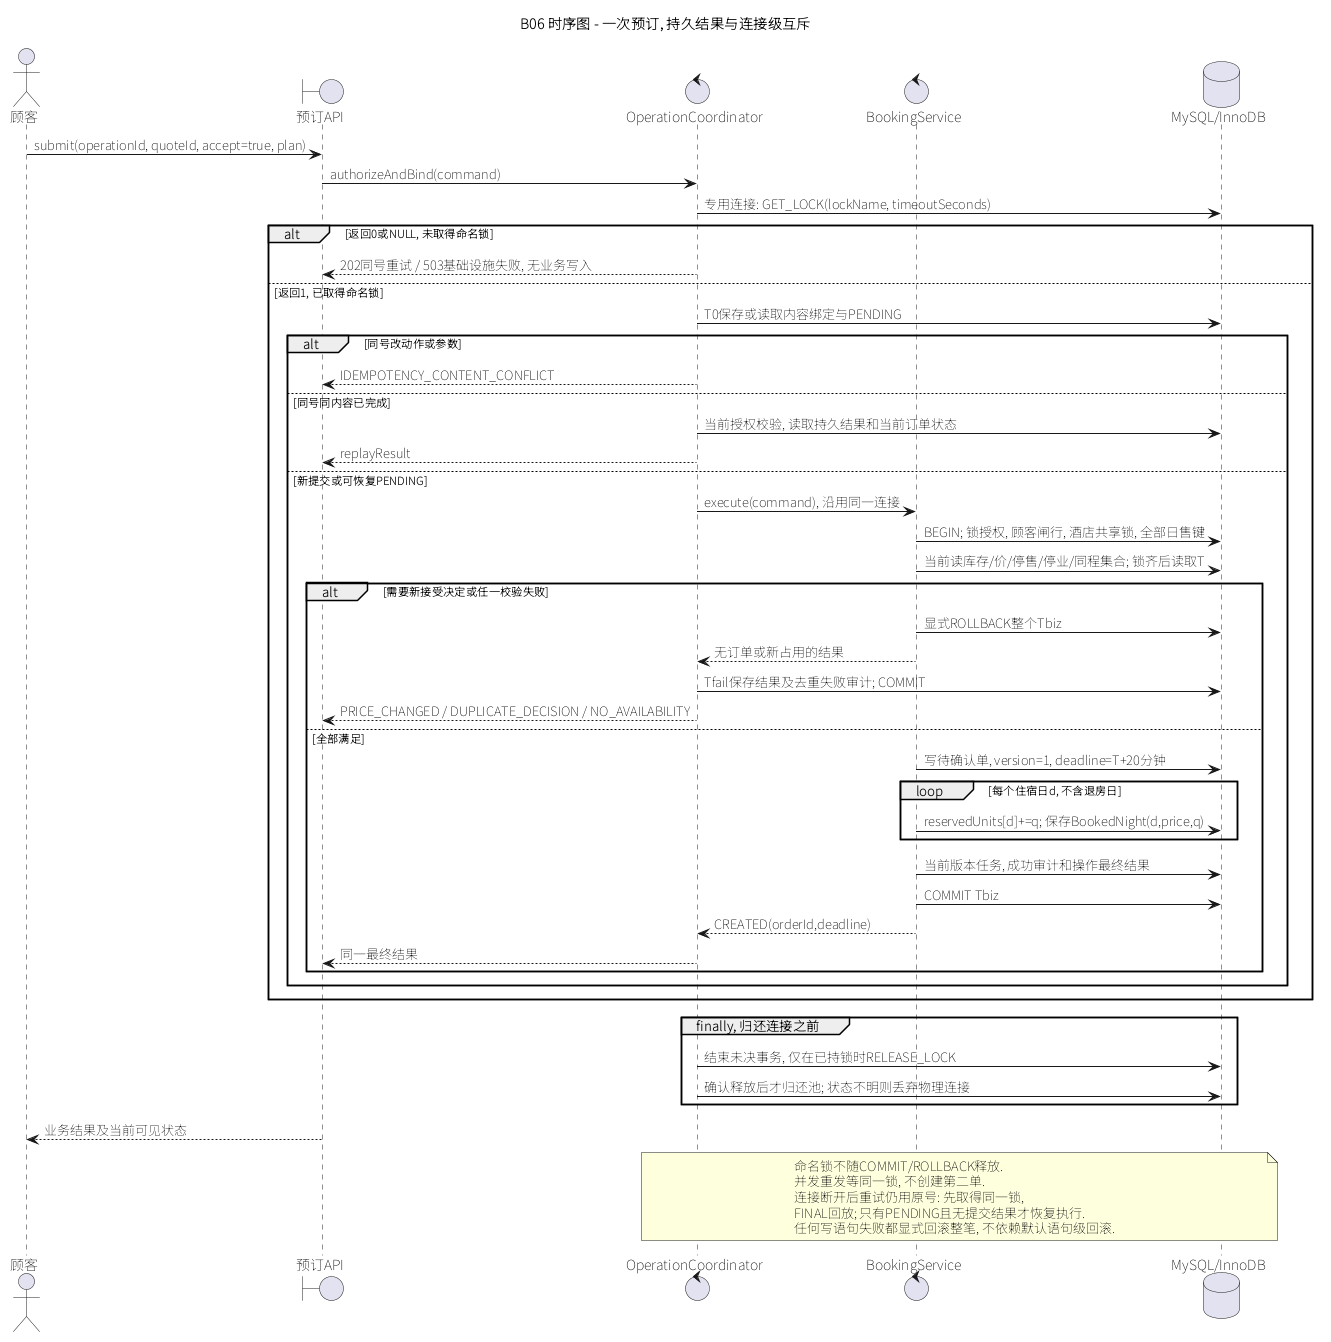 B06 时序图 - 一次预订, 持久结果与连接级互斥
顾客
预订API
OperationCoordinator
BookingService
MySQL/InnoDB
submit(operationId, quoteId, accept=true, plan)
authorizeAndBind(command)
专用连接: GET_LOCK(lockName, timeoutSeconds)
alt [返回0或NULL, 未取得命名锁]
202同号重试 / 503基础设施失败, 无业务写入
[返回1, 已取得命名锁]
T0保存或读取内容绑定与PENDING
alt [同号改动作或参数]
IDEMPOTENCY_CONTENT_CONFLICT
[同号同内容已完成]
当前授权校验, 读取持久结果和当前订单状态
replayResult
[新提交或可恢复PENDING]
execute(command), 沿用同一连接
BEGIN; 锁授权, 顾客闸行, 酒店共享锁, 全部日售键
当前读库存/价/停售/停业/同程集合; 锁齐后读取T
alt [需要新接受决定或任一校验失败]
显式ROLLBACK整个Tbiz
无订单或新占用的结果
Tfail保存结果及去重失败审计; COMMIT
PRICE_CHANGED / DUPLICATE_DECISION / NO_AVAILABILITY
[全部满足]
写待确认单, version=1, deadline=T+20分钟
loop [每个住宿日d, 不含退房日]
reservedUnits[d]+=q; 保存BookedNight(d,price,q)
当前版本任务, 成功审计和操作最终结果
COMMIT Tbiz
CREATED(orderId,deadline)
同一最终结果
finally, 归还连接之前
结束未决事务, 仅在已持锁时RELEASE_LOCK
确认释放后才归还池; 状态不明则丢弃物理连接
业务结果及当前可见状态
命名锁不随COMMIT/ROLLBACK释放.
并发重发等同一锁, 不创建第二单.
连接断开后重试仍用原号: 先取得同一锁,
FINAL回放; 只有PENDING且无提交结果才恢复执行.
任何写语句失败都显式回滚整笔, 不依赖默认语句级回滚.
顾客
预订API
OperationCoordinator
BookingService
MySQL/InnoDB